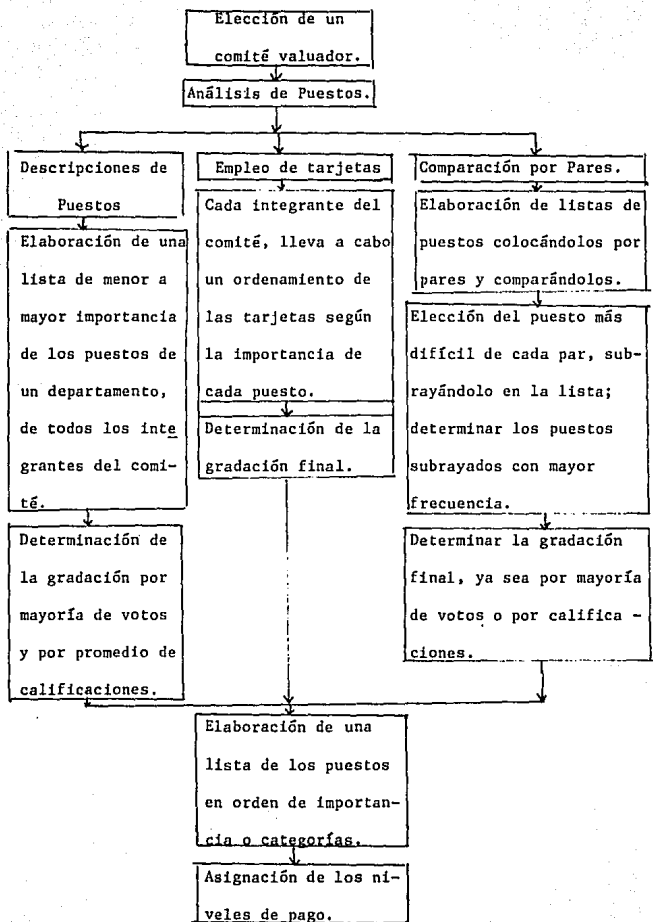 Elección de un
comité valuador.
Análisis de Puestos.
Descripciones de
Puestos
Elaboración de una
lista de menor a
mayor importancia
de los puestos de
un departamento,
de todos los inte
grantes del comi-
té.
Determinación de
la gradación por
mayoría de votos
y por promedio de
calificaciones.
Empleo de tarjetas
Cada integrante del
comité, lleva a cabo
un ordenamiento de
las tarjetas según
la importancia de
cada puesto.
Determinación de la
gradación final.
Comparación por Pares.
Elaboración de listas de
puestos colocándolos por
pares y comparándolos.
Elección del puesto más
difícil de cada par, sub-
rayándolo en la lista;
determinar los puestos
subrayados con mayor
frecuencia.
Determinar la gradación
final, ya sea por mayoría
de votos o por califica -
ciones.
Elaboración de una
lista de los puestos
en orden de importan-
cia o categorías.
Asignación de los ni-
veles de pago.